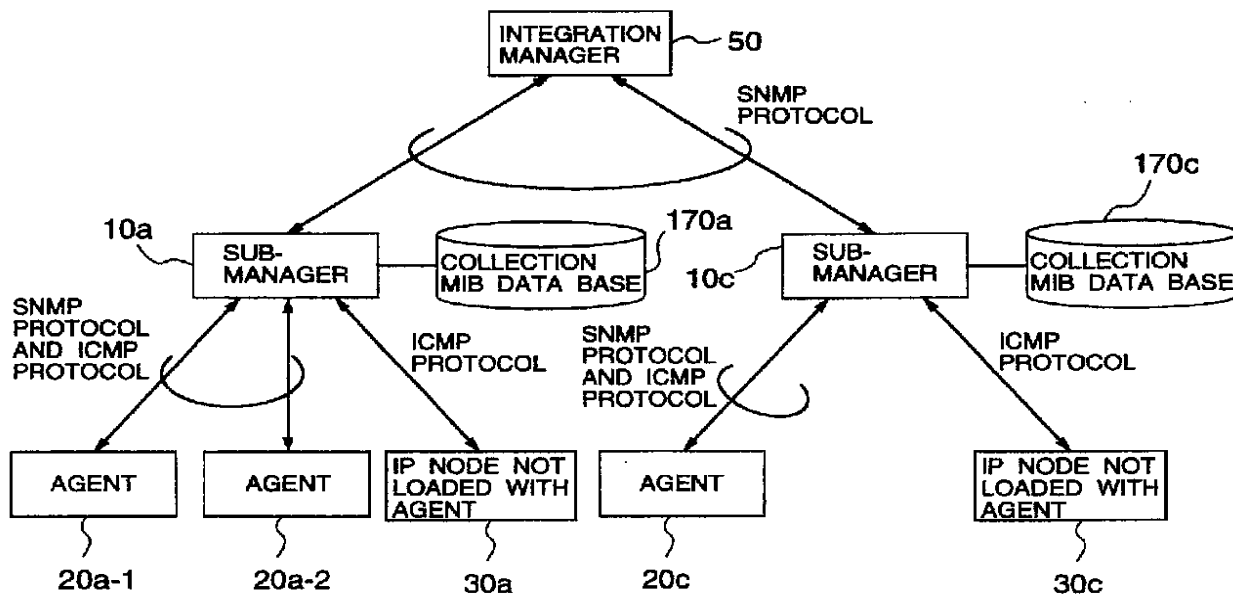 INTEGRATION
MANAGER
50
SNMP
PROTOCOL
10a
SUB-
MANAGER
170a
COLLECTION
MIB DATA BASE
10c
SUB-
MANAGER
170c
COLLECTION
MIB DATA BASE
SNMP
PROTOCOL
AND ICMP
PROTOCOL
ICMP
PROTOCOL
SNMP
PROTOCOL
AND ICMP
PROTOCOL
ICMP
PROTOCOL
AGENT
AGENT
IP NODE NOT
LOADED WITH
AGENT
AGENT
IP NODE NOT
LOADED WITH
AGENT
20a-1
20a-2
30a
20c
30c